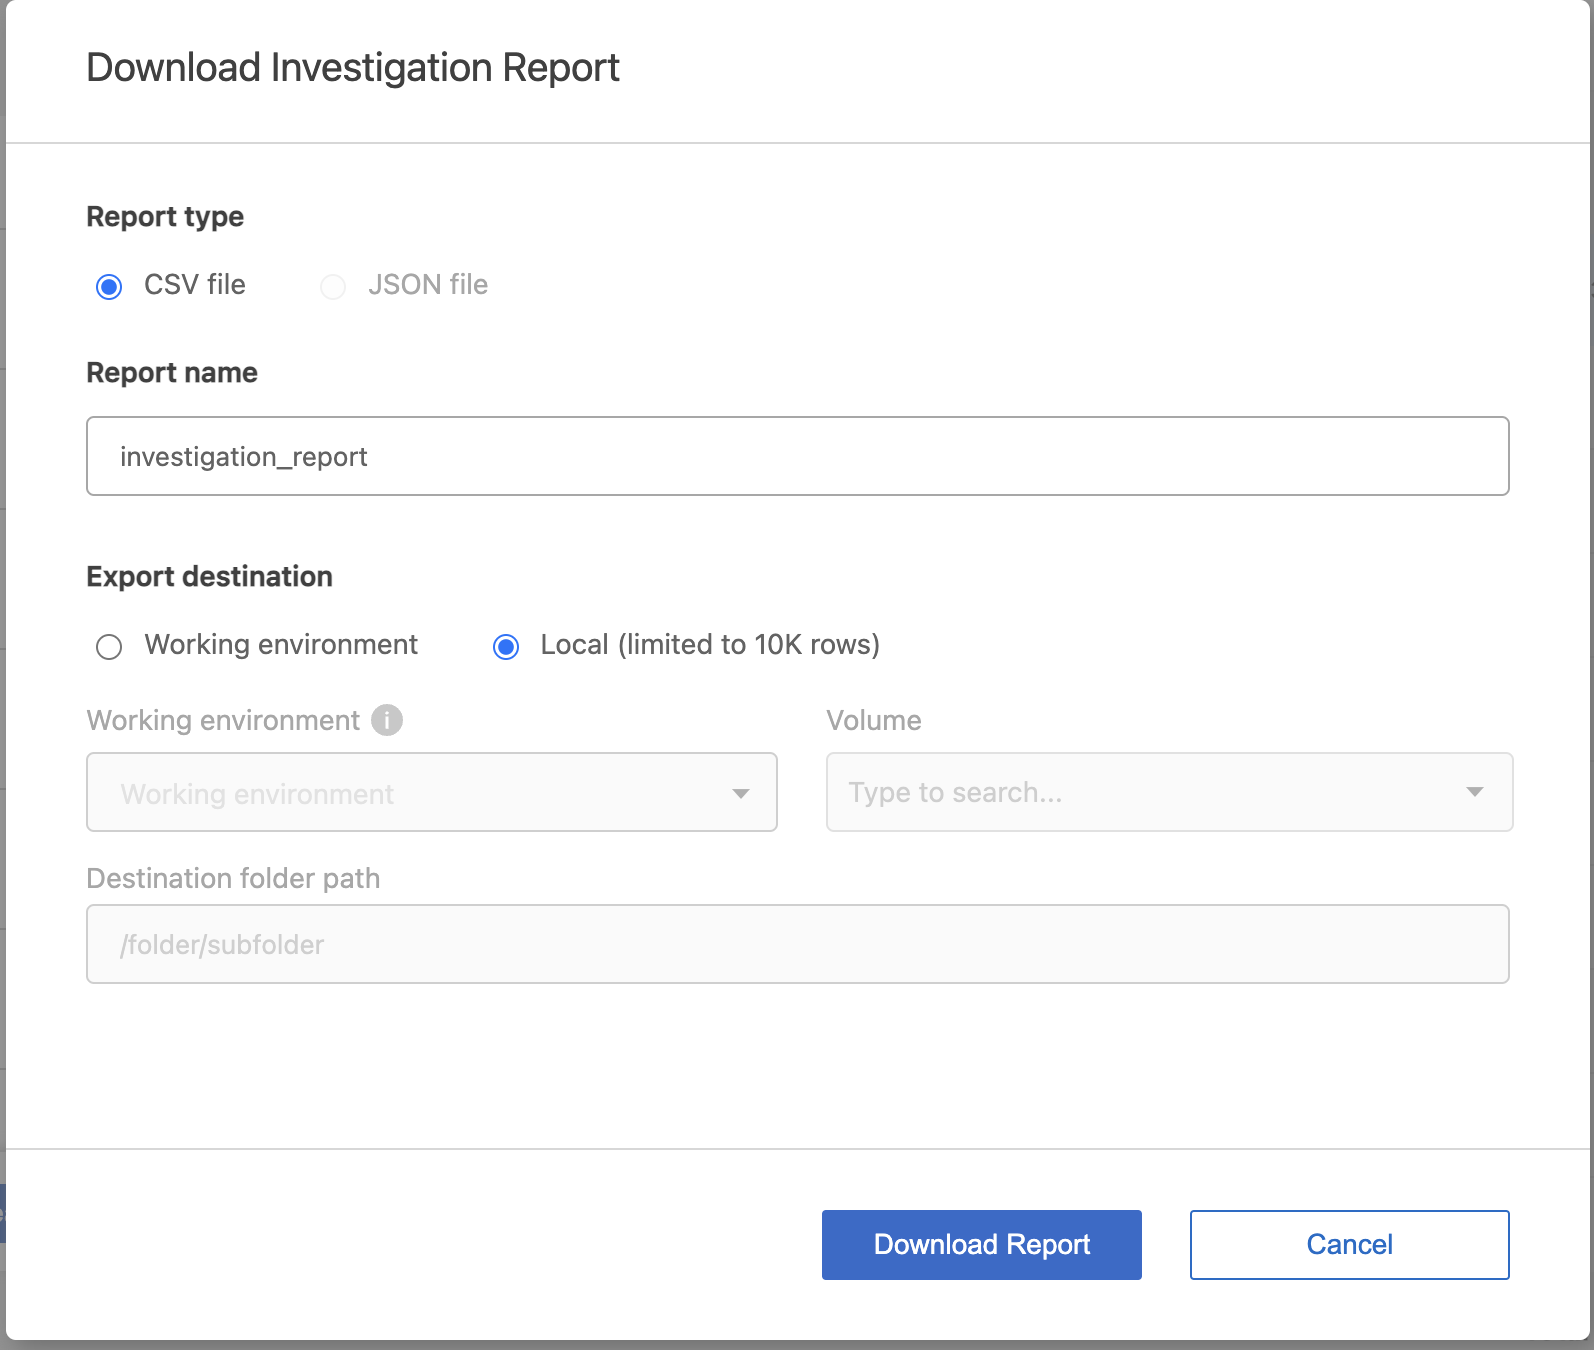 Download Investigation Report
Report type
CSV file JSON file
Report name
investigation_report
Export destination
Working environment Local (limited to 10K rows)
Working environment i Volume
Working environment Type to search...
Destination folder path
/folder/subfolder
Download Report Cancel